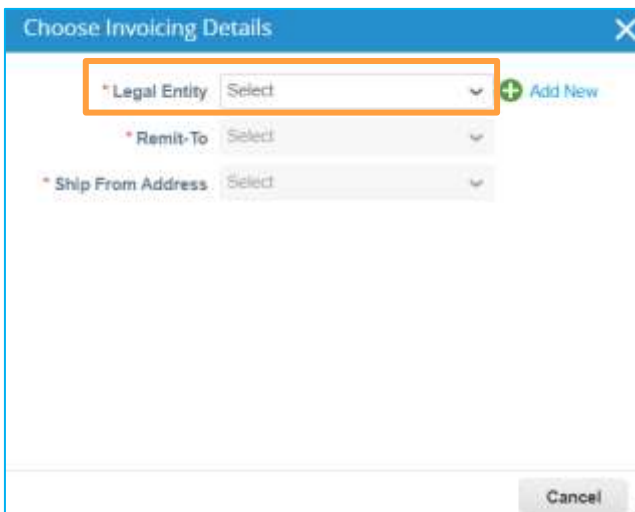 Choose Invoicing Details
* Legal Entity Select Add New
* Remit-To Select
* Ship From Address Select
Cancel